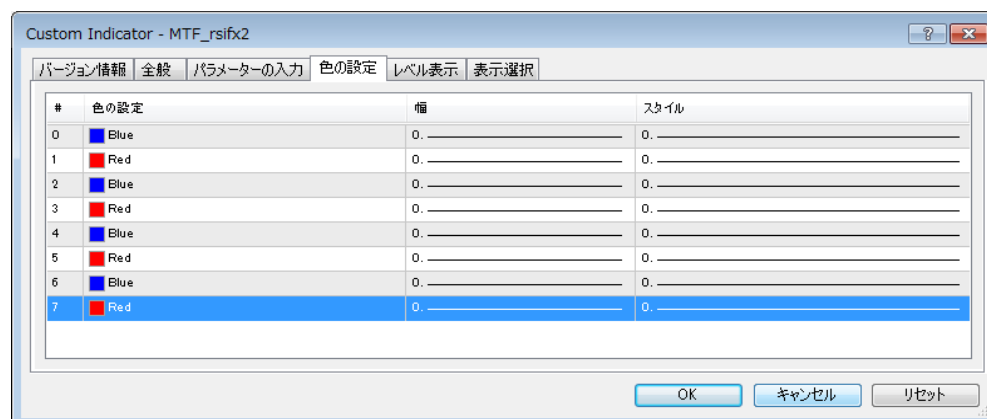 Custom Indicator - MTF_rsifx2
バージョン情報 全般 パラメーターの入力 色の設定 レベル表示 表示選択
# 色の設定 幅 スタイル
0 Blue 0. 0.
1 Red 0. 0.
2 Blue 0. 0.
3 Red 0. 0.
4 Blue 0. 0.
5 Red 0. 0.
6 Blue 0. 0.
7 Red 0. 0.
OK キャンセル リセット